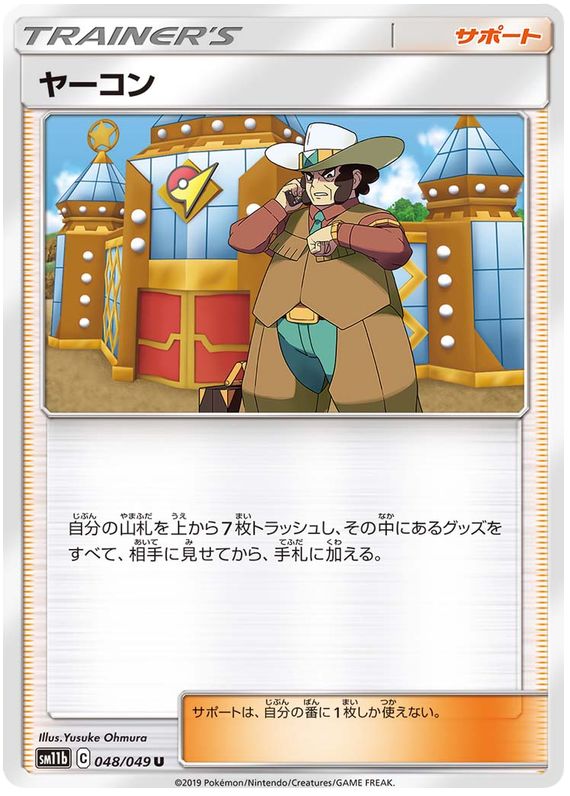 TRAINER'S
サポート
ヤーコン
自分の山札を上から7枚トラッシュし、その中にあるグッズを
すべて、相手に見せてから、手札に加える。
サポートは、自分の番に1枚しか使えない。
Illus.Yusuke Ohmura
sm11b C 048/049 U
©2019 Pokémon/Nintendo/Creatures/GAME FREAK.